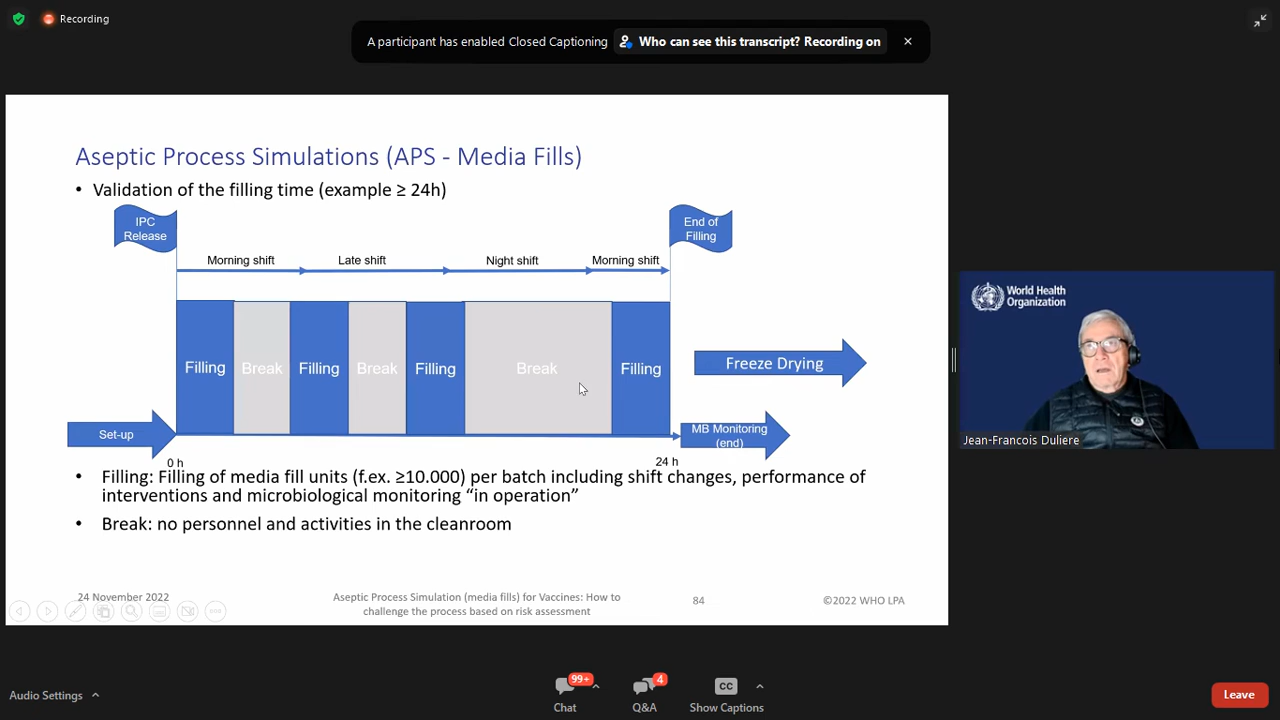 Recording
A participant has enabled Closed Captioning
Who can see this transcript? Recording on
Aseptic Process Simulations (APS - Media Fills)
• Validation of the filling time (example ≥ 24h)
IPC
Release
End of
Filling
Morning shift
Late shift
Night shift
Morning shift
Filling
Break
Filling
Break
Filling
Break
Filling
Freeze Drying
Set-up
MB Monitoring
(end)
0 h
24 h
• Filling: Filling of media fill units (f.ex. ≥10.000) per batch including shift changes, performance of
interventions and microbiological monitoring “in operation”
• Break: no personnel and activities in the cleanroom
24 November 2022
Aseptic Process Simulation (media fills) for Vaccines: How to
challenge the process based on risk assessment
84
©2022 WHO LPA
World Health
Organization
Jean-Francois Duliere
Audio Settings
99+
Chat
4
Q&A
CC
Show Captions
Leave